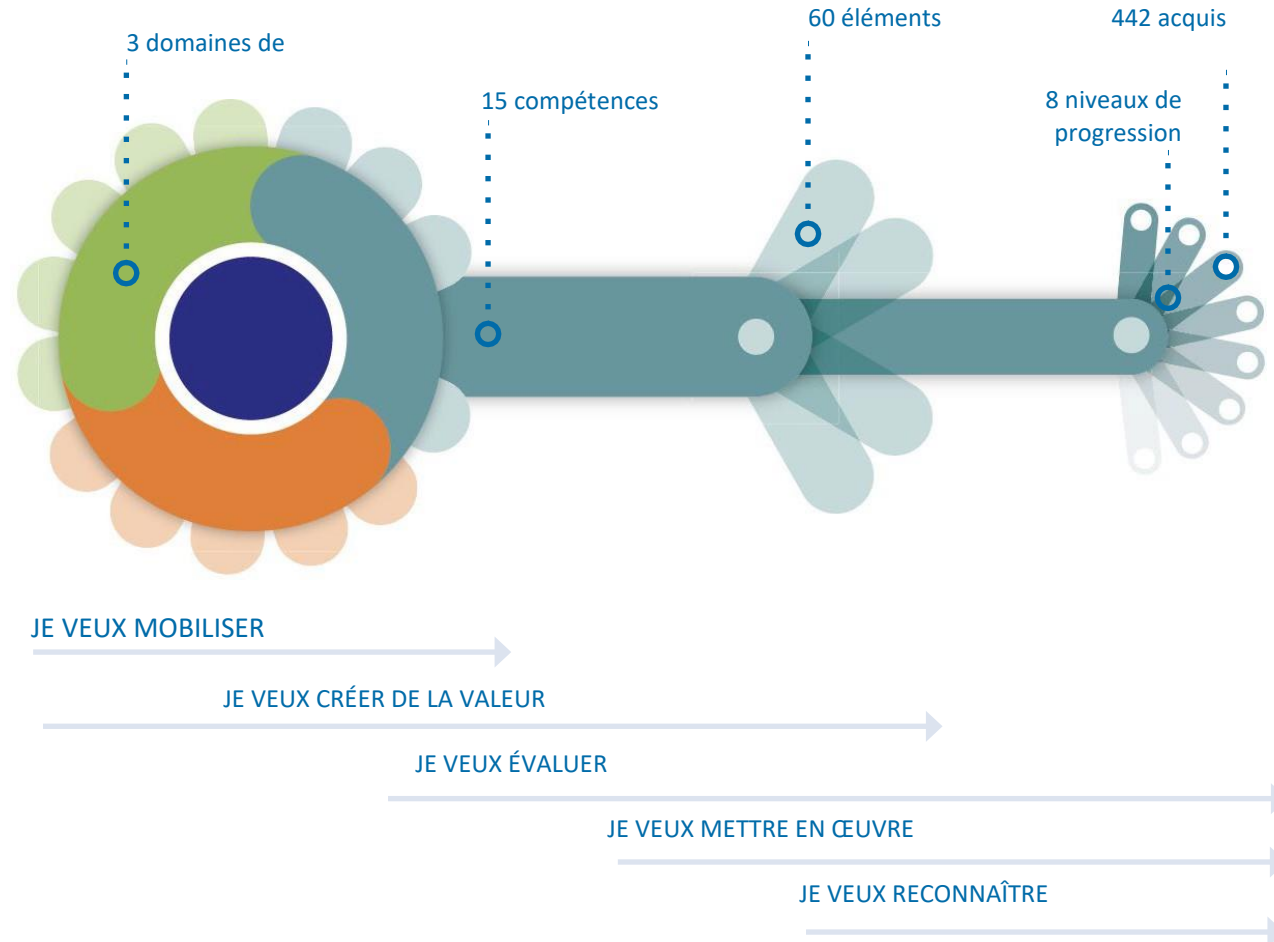 60 éléments
442 acquis
3 domaines de
15 compétences
8 niveaux de
progression
JE VEUX MOBILISER
JE VEUX CRÉER DE LA VALEUR
JE VEUX ÉVALUER
JE VEUX METTRE EN ŒUVRE
JE VEUX RECONNAÎTRE